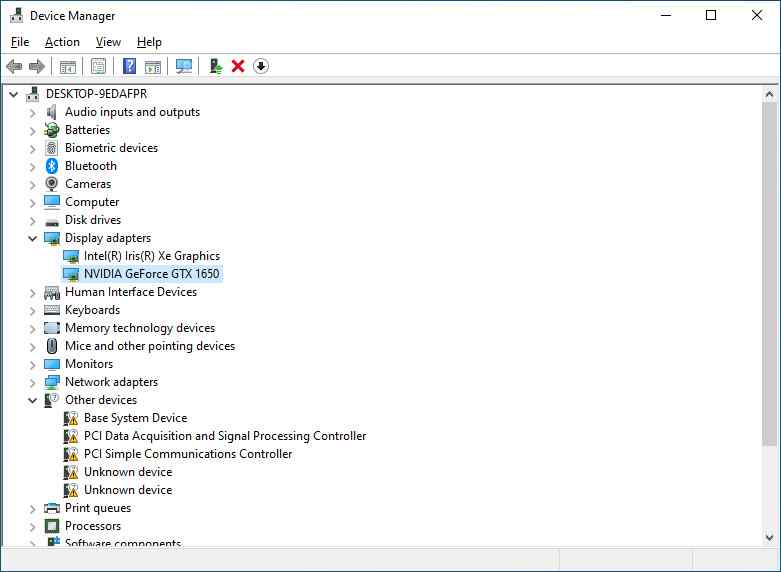 Device Manager
File Action View Help
DESKTOP-9EDAFPR
Audio inputs and outputs
Batteries
Biometric devices
Bluetooth
Cameras
Computer
Disk drives
Display adapters
Intel(R) Iris(R) Xe Graphics
NVIDIA GeForce GTX 1650
Human Interface Devices
Keyboards
Memory technology devices
Mice and other pointing devices
Monitors
Network adapters
Other devices
Base System Device
PCI Data Acquisition and Signal Processing Controller
PCI Simple Communications Controller
Unknown device
Unknown device
Print queues
Processors
Software components